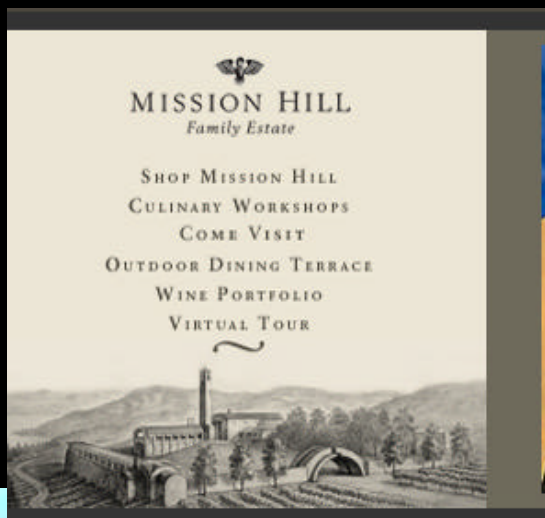 MISSION HILL
Family Estate
SHOP MISSION HILL
CULINARY WORKSHOPS
COME VISIT
OUTDOOR DINING TERRACE
WINE PORTFOLIO
VIRTUAL TOUR